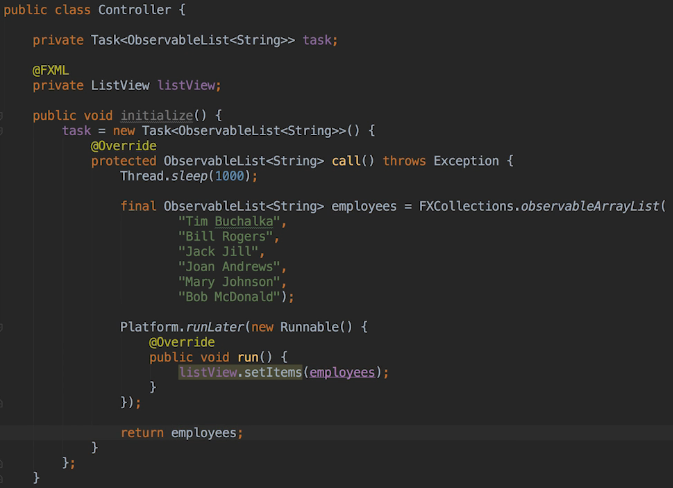 public class Controller {
private Task<ObservableList<String>> task;
@FXML
private ListView listView;
public void initialize() {
task = new Task<ObservableList<String>>() {
@Override
protected ObservableList<String> call() throws Exception {
Thread.sleep(1000);
final ObservableList<String> employees = FXCollections.observableArrayList(
"Tim Buchalka",
"Bill Rogers",
"Jack Jill",
"Joan Andrews",
"Mary Johnson",
"Bob McDonald");
Platform.runLater(new Runnable() {
@Override
public void run() {
listView.setItems(employees);
}
});
return employees;
}
};
}